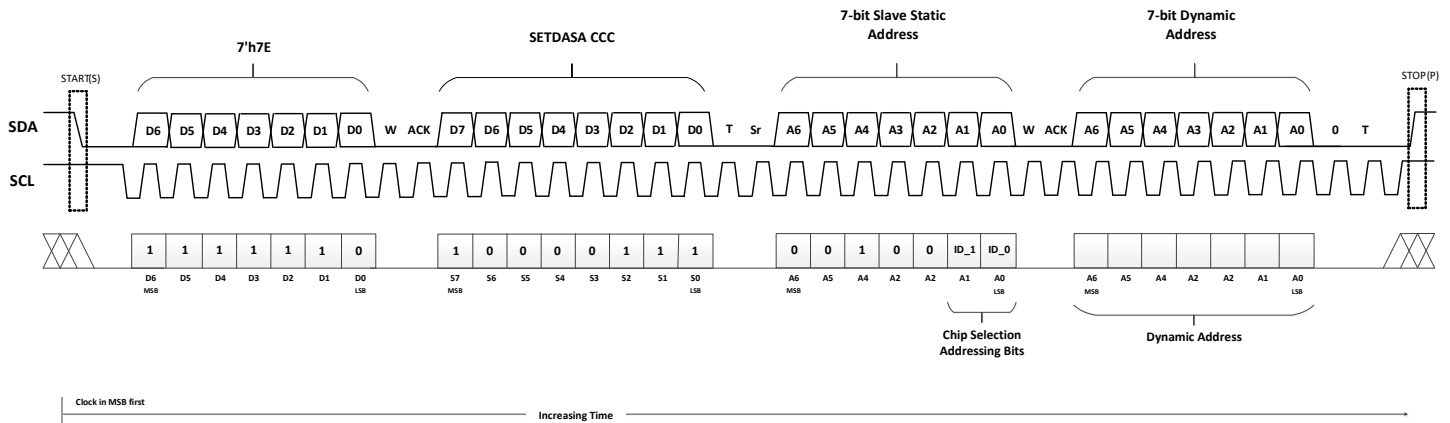 7'h7E
SETDASA CCC
7-bit Slave Static
Address
7-bit Dynamic
Address
START(S)
STOP(P)
SDA
D6 D5 D4 D3 D2 D1 D0 W ACK D7 D6 D5 D4 D3 D2 D1 D0 T Sr A6 A5 A4 A3 A2 A1 A0 W ACK A6 A5 A4 A3 A2 A1 A0 0 T
SCL
1 1 1 1 1 1 0 1 0 0 0 0 1 1 1 0 0 1 0 0 ID_1 ID_0
D6 D5 D4 D3 D2 D1 D0 S7 S6 S5 S4 S3 S2 S1 S0 A6 A5 A4 A2 A2 A1 A0 A6 A5 A4 A2 A2 A1 A0
MSB LSB MSB LSB MSB LSB MSB LSB
Chip Selection
Addressing Bits
Dynamic Address
Clock in MSB first
Increasing Time